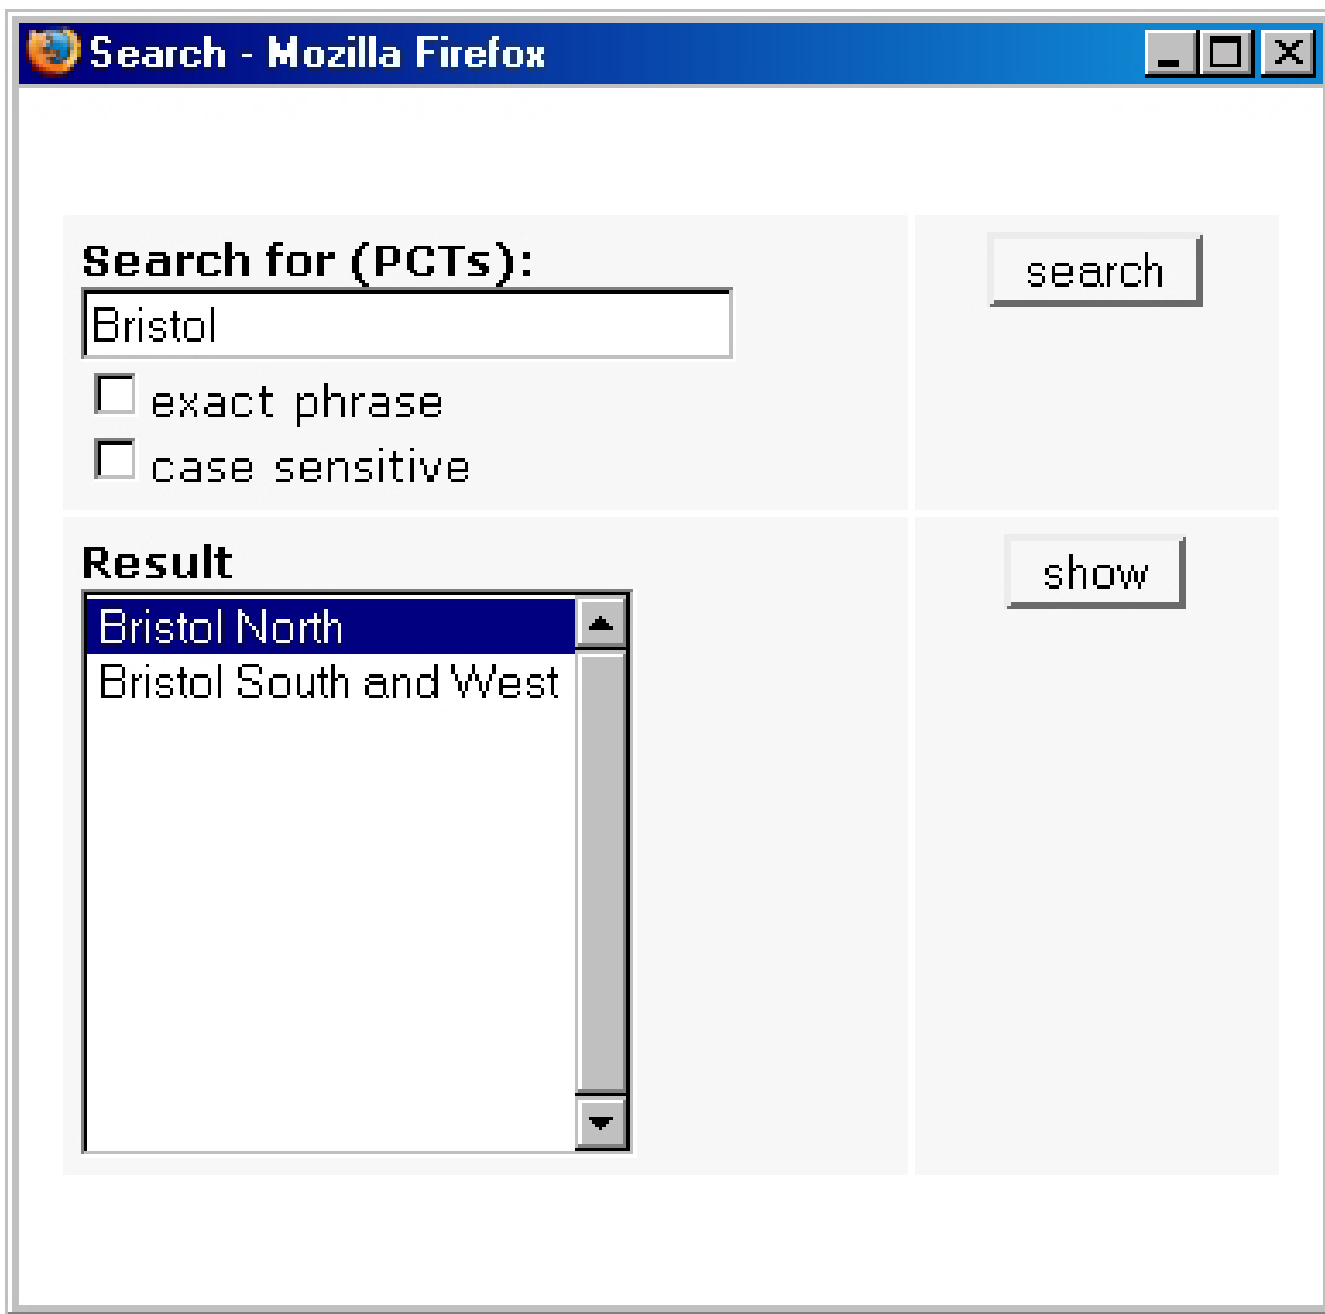 Search - Mozilla Firefox
Search for (PCTs):
search
Bristol
exact phrase
case sensitive
Result
show
Bristol North
Bristol South and West